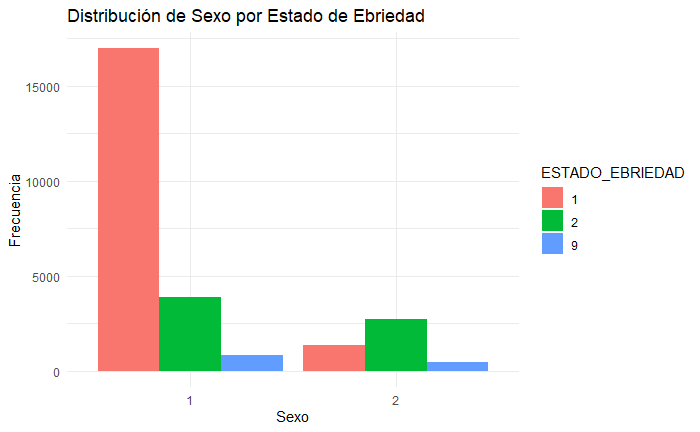 Distribución de Sexo por Estado de Ebriedad
15000
10000
5000
0
Frecuencia
1
2
Sexo
ESTADO_EBRIEDAD
1
2
9